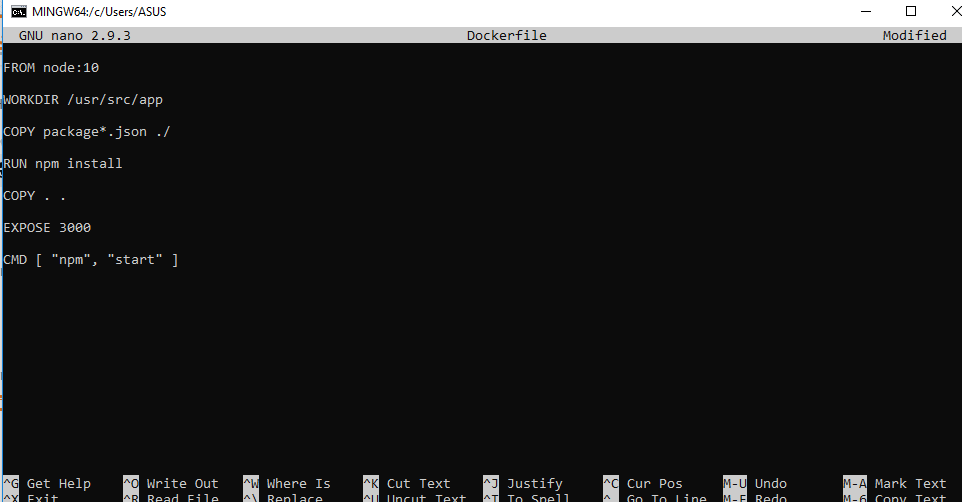 MINGW64:/c/Users/ASUS
GNU nano 2.9.3 Dockerfile Modified
FROM node:10
WORKDIR /usr/src/app
COPY package*.json ./
RUN npm install
COPY . .
EXPOSE 3000
CMD [ "npm", "start" ]
^G Get Help ^O Write Out ^W Where Is ^K Cut Text ^J Justify ^C Cur Pos M-U Undo M-A Mark Text
^X Exit ^R Read File ^\ Replace ^U Uncut Text ^T To Spell ^_ Go To Line M-E Redo M-6 Copy Text